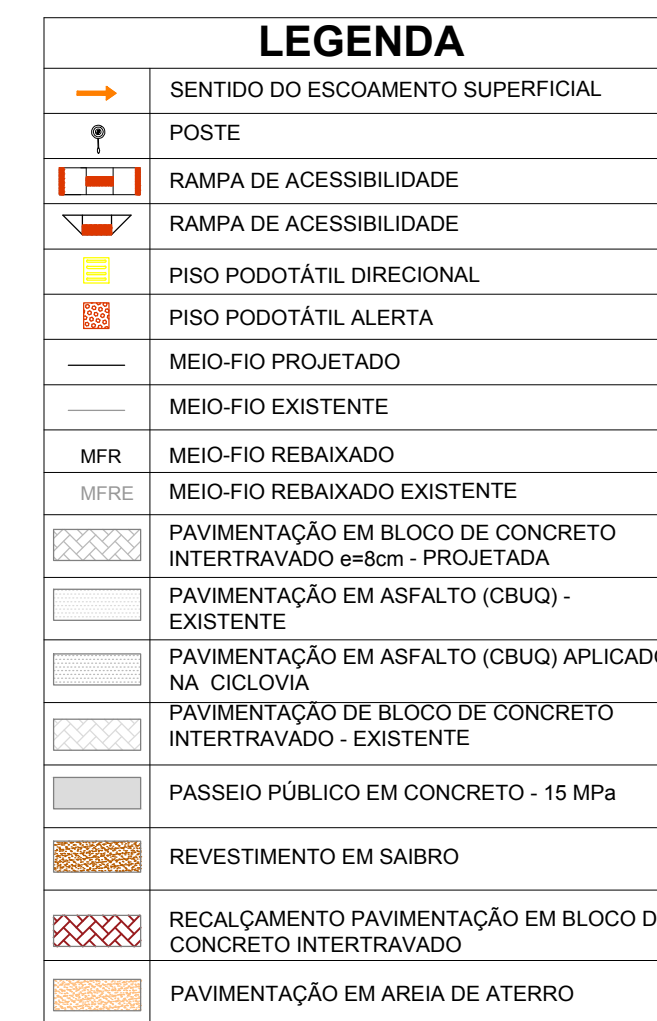 LEGENDA
SENTIDO DO ESCOAMENTO SUPERFICIAL
POSTE
RAMPA DE ACESSIBILIDADE
RAMPA DE ACESSIBILIDADE
PISO PODOTÁTIL DIRECIONAL
PISO PODOTÁTIL ALERTA
MEIO-FIO PROJETADO
MEIO-FIO EXISTENTE
MFR MEIO-FIO REBAIXADO
MFRE MEIO-FIO REBAIXADO EXISTENTE
PAVIMENTAÇÃO EM BLOCO DE CONCRETO
INTERTRAVADO e=8cm - PROJETADA
PAVIMENTAÇÃO EM ASFALTO (CBUQ) -
EXISTENTE
PAVIMENTAÇÃO EM ASFALTO (CBUQ) APLICADO
NA CICLOVIA
PAVIMENTAÇÃO DE BLOCO DE CONCRETO
INTERTRAVADO - EXISTENTE
PASSEIO PÚBLICO EM CONCRETO - 15 MPa
REVESTIMENTO EM SAIBRO
RECALÇAMENTO PAVIMENTAÇÃO EM BLOCO D
CONCRETO INTERTRAVADO
PAVIMENTAÇÃO EM AREIA DE ATERRO